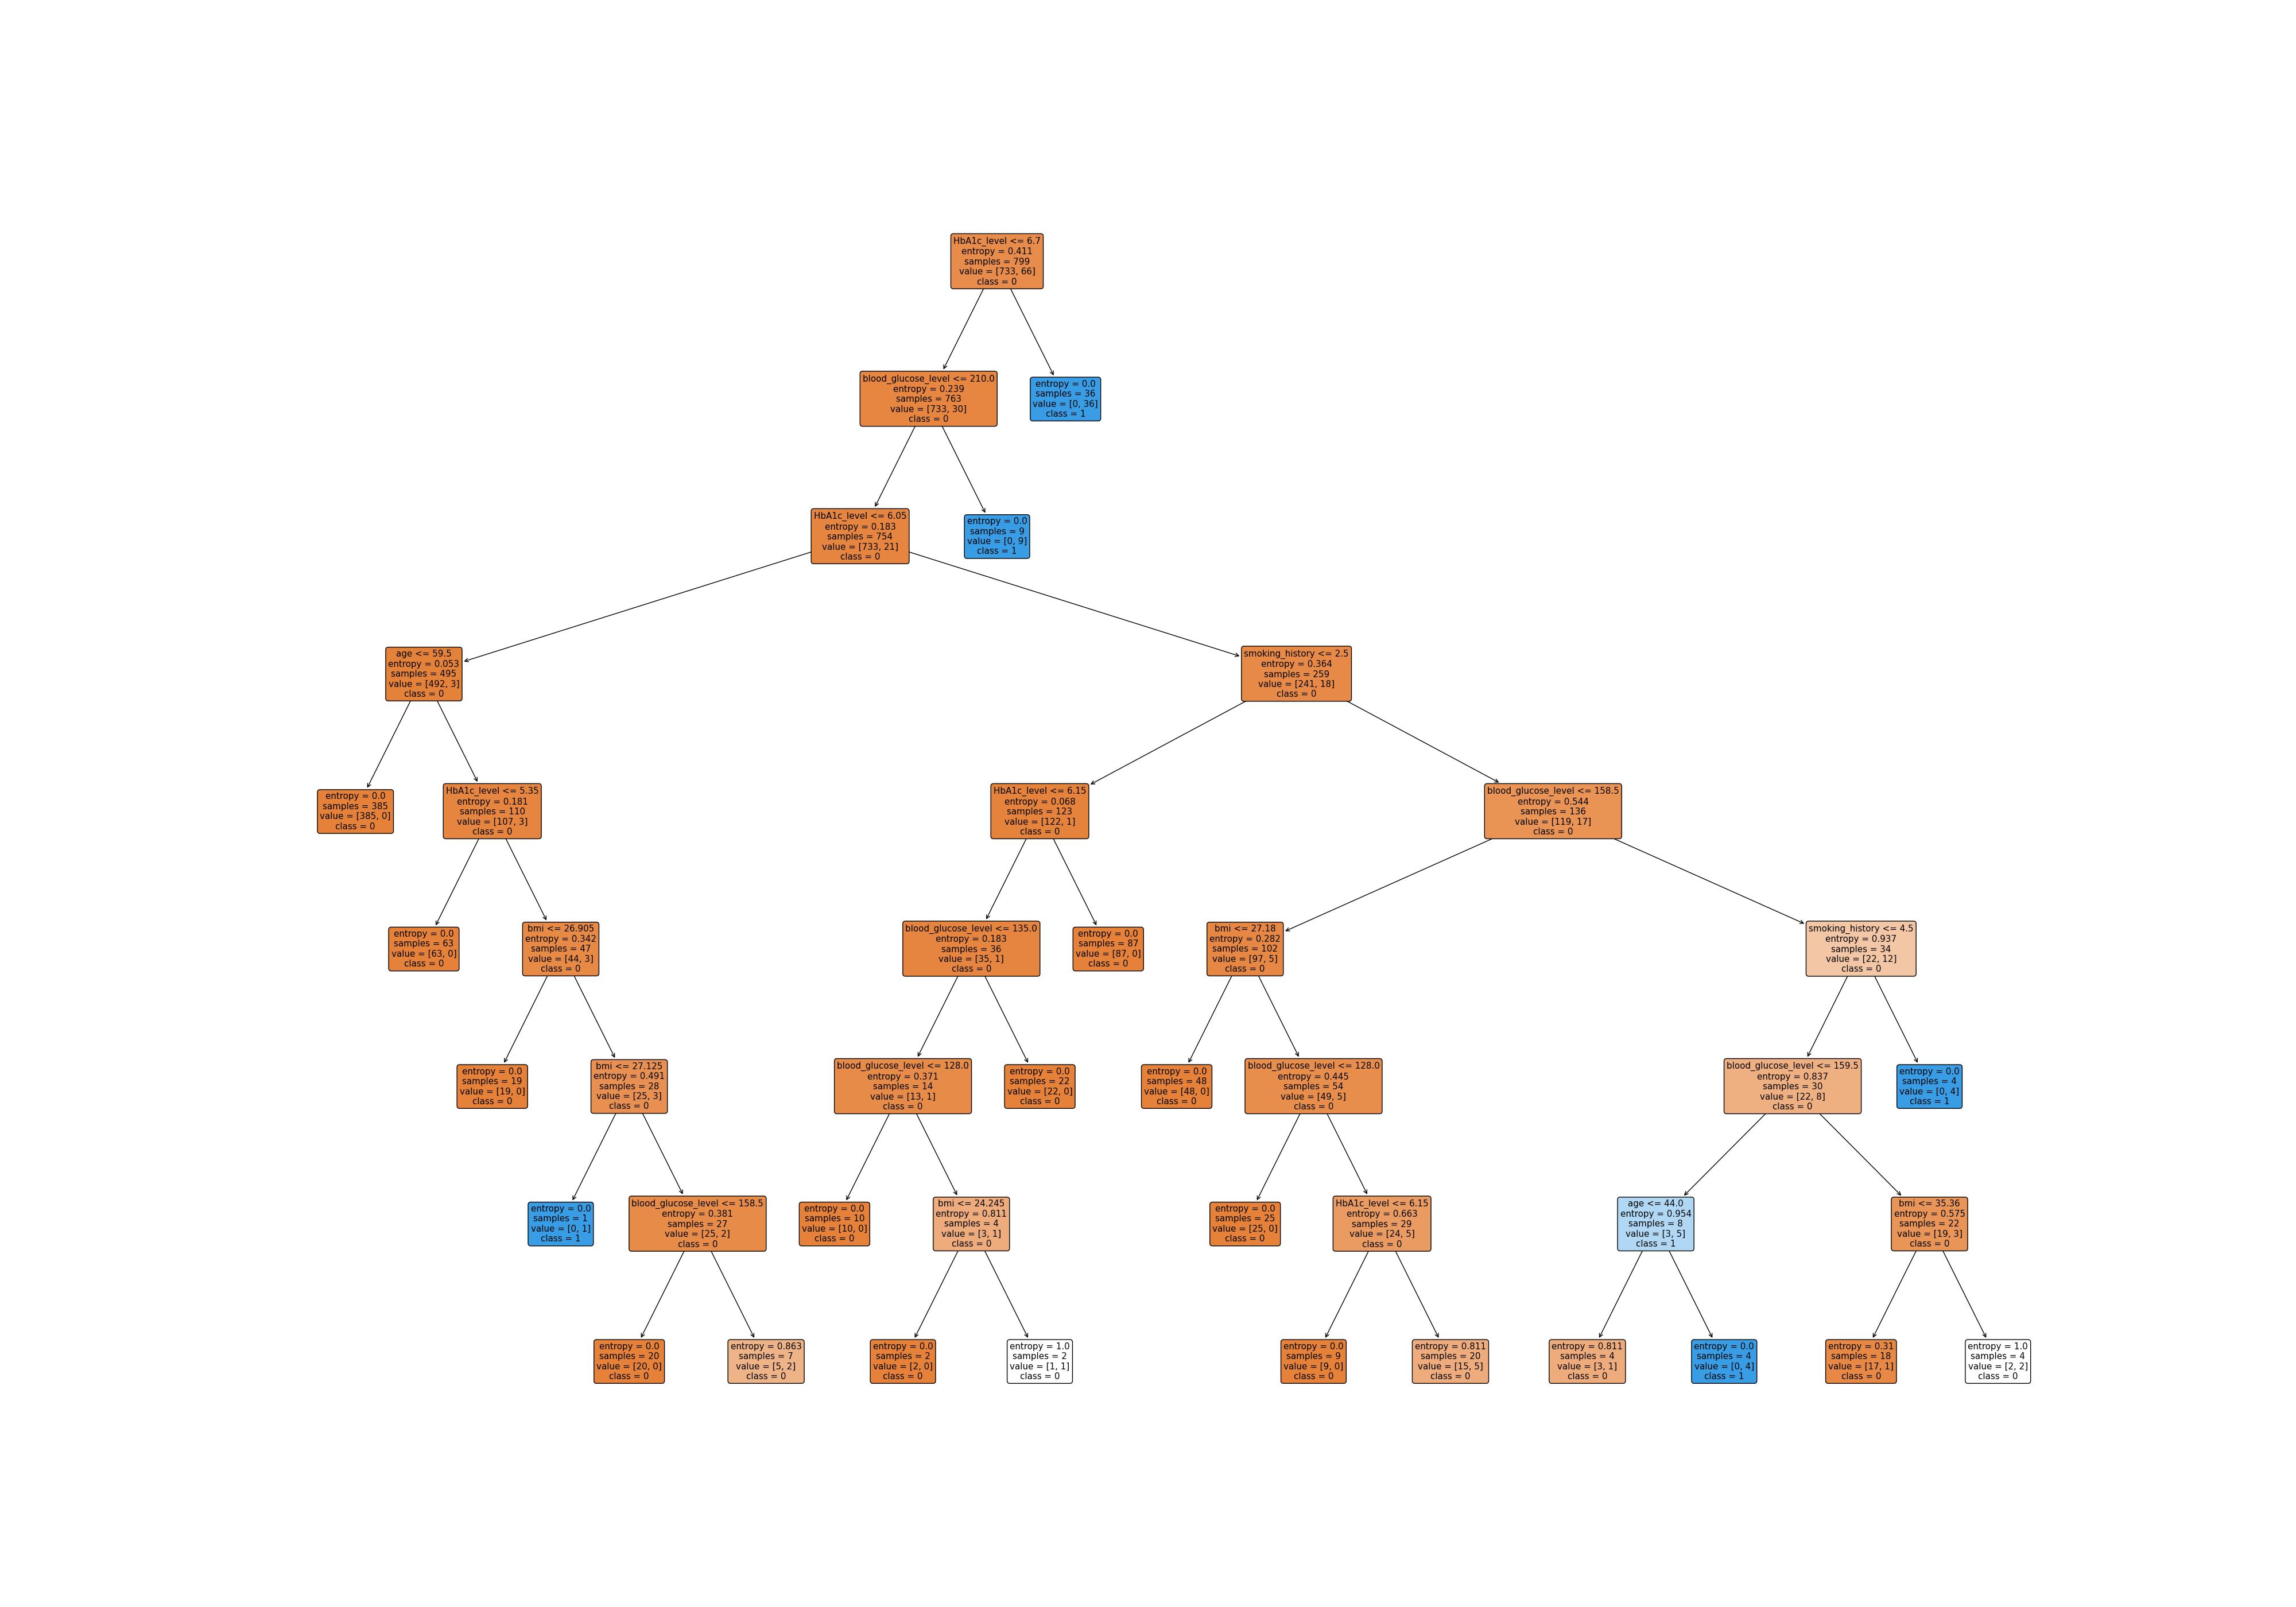 HbA1c_level <= 6.7
entropy = 0.411
samples = 799
value = [733, 66]
class = 0
blood_glucose_level <= 210.0
entropy = 0.239
samples = 763
value = [733, 30]
class = 0
entropy = 0.0
samples = 36
value = [0, 36]
class = 1
HbA1c_level <= 6.05
entropy = 0.183
samples = 754
value = [733, 21]
class = 0
entropy = 0.0
samples = 9
value = [0, 9]
class = 1
age <= 59.5
entropy = 0.053
samples = 495
value = [492, 3]
class = 0
smoking_history <= 2.5
entropy = 0.364
samples = 259
value = [241, 18]
class = 0
entropy = 0.0
samples = 385
value = [385, 0]
class = 0
HbA1c_level <= 5.35
entropy = 0.181
samples = 110
value = [107, 3]
class = 0
HbA1c_level <= 6.15
entropy = 0.068
samples = 123
value = [122, 1]
class = 0
blood_glucose_level <= 158.5
entropy = 0.544
samples = 136
value = [119, 17]
class = 0
entropy = 0.0
samples = 63
value = [63, 0]
class = 0
bmi <= 26.905
entropy = 0.342
samples = 47
value = [44, 3]
class = 0
blood_glucose_level <= 135.0
entropy = 0.183
samples = 36
value = [35, 1]
class = 0
entropy = 0.0
samples = 87
value = [87, 0]
class = 0
bmi <= 27.18
entropy = 0.282
samples = 102
value = [97, 5]
class = 0
smoking_history <= 4.5
entropy = 0.937
samples = 34
value = [22, 12]
class = 0
entropy = 0.0
samples = 19
value = [19, 0]
class = 0
bmi <= 27.125
entropy = 0.491
samples = 28
value = [25, 3]
class = 0
blood_glucose_level <= 128.0
entropy = 0.371
samples = 14
value = [13, 1]
class = 0
entropy = 0.0
samples = 22
value = [22, 0]
class = 0
entropy = 0.0
samples = 48
value = [48, 0]
class = 0
blood_glucose_level <= 128.0
entropy = 0.445
samples = 54
value = [49, 5]
class = 0
blood_glucose_level <= 159.5
entropy = 0.837
samples = 30
value = [22, 8]
class = 0
entropy = 0.0
samples = 4
value = [0, 4]
class = 1
entropy = 0.0
samples = 1
value = [0, 1]
class = 1
blood_glucose_level <= 158.5
entropy = 0.381
samples = 27
value = [25, 2]
class = 0
entropy = 0.0
samples = 10
value = [10, 0]
class = 0
bmi <= 24.245
entropy = 0.811
samples = 4
value = [3, 1]
class = 0
entropy = 0.0
samples = 25
value = [25, 0]
class = 0
HbA1c_level <= 6.15
entropy = 0.663
samples = 29
value = [24, 5]
class = 0
age <= 44.0
entropy = 0.954
samples = 8
value = [3, 5]
class = 1
bmi <= 35.36
entropy = 0.575
samples = 22
value = [19, 3]
class = 0
entropy = 0.0
samples = 20
value = [20, 0]
class = 0
entropy = 0.863
samples = 7
value = [5, 2]
class = 0
entropy = 0.0
samples = 2
value = [2, 0]
class = 0
entropy = 1.0
samples = 2
value = [1, 1]
class = 0
entropy = 0.0
samples = 9
value = [9, 0]
class = 0
entropy = 0.811
samples = 20
value = [15, 5]
class = 0
entropy = 0.811
samples = 4
value = [3, 1]
class = 0
entropy = 0.0
samples = 4
value = [0, 4]
class = 1
entropy = 0.31
samples = 18
value = [17, 1]
class = 0
entropy = 1.0
samples = 4
value = [2, 2]
class = 0